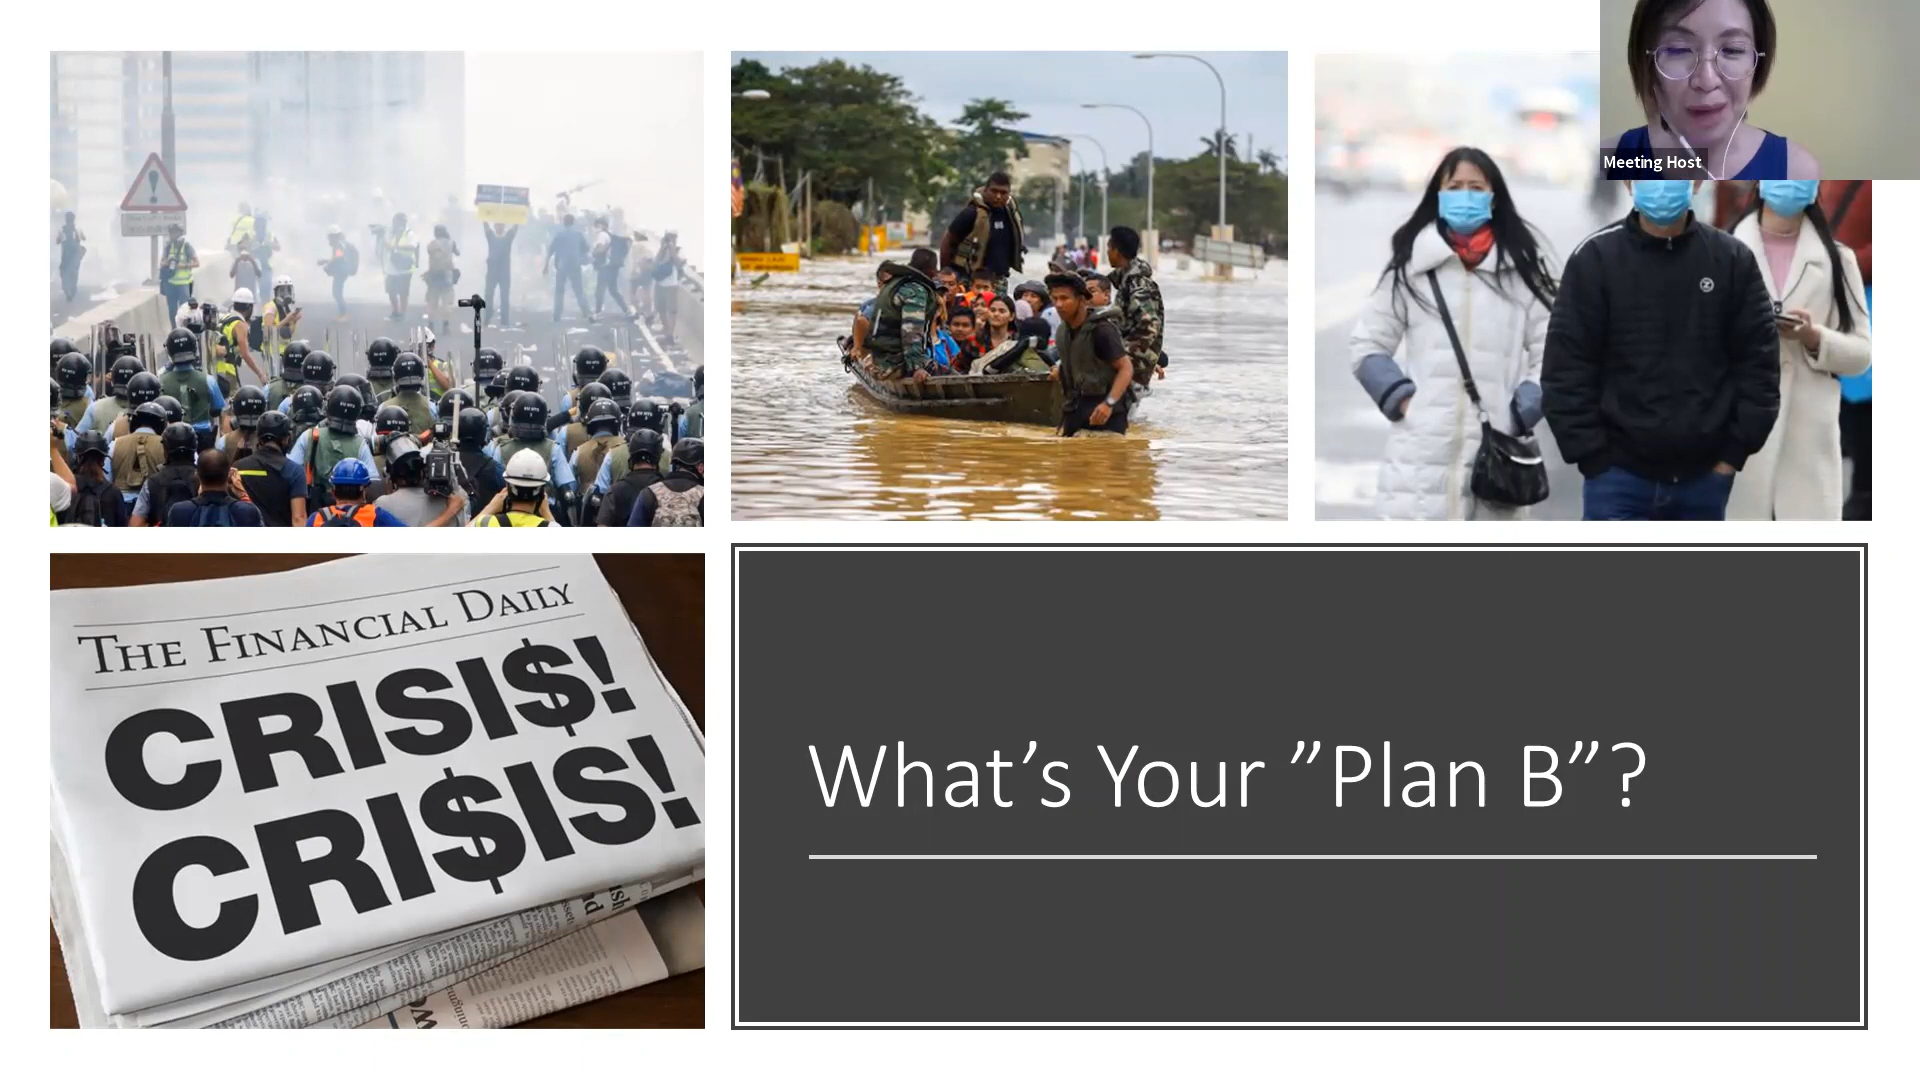 Meeting Host
THE FINANCIAL DAILY
CRISI$!
CRI$IS!
What’s Your ”Plan B”?